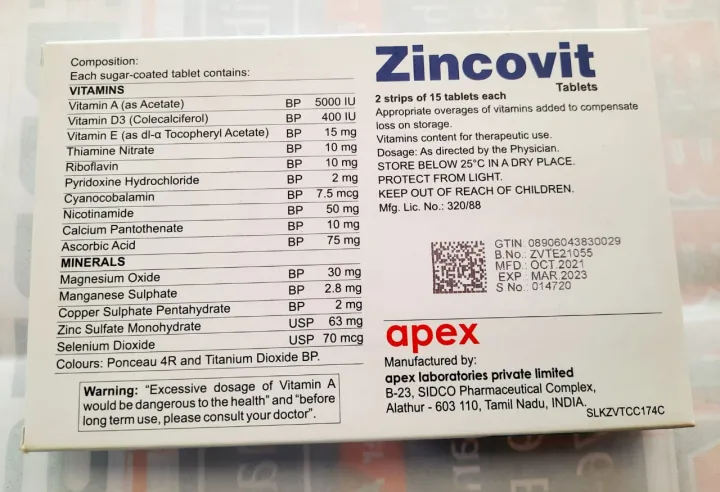 Composition:
Each sugar-coated tablet contains:
VITAMINS
Vitamin A (as Acetate) BP 5000 IU
Vitamin D3 (Colecalciferol) BP 400 IU
Vitamin E (as dl-α Tocopheryl Acetate) BP 15 mg
Thiamine Nitrate BP 10 mg
Riboflavin BP 10 mg
Pyridoxine Hydrochloride BP 2 mg
Cyanocobalamin BP 7.5 mcg
Nicotinamide BP 50 mg
Calcium Pantothenate BP 10 mg
Ascorbic Acid BP 75 mg
MINERALS
Magnesium Oxide BP 30 mg
Manganese Sulphate BP 2.8 mg
Copper Sulphate Pentahydrate BP 2 mg
Zinc Sulfate Monohydrate USP 63 mg
Selenium Dioxide USP 70 mcg
Colours: Ponceau 4R and Titanium Dioxide BP.
Warning: “Excessive dosage of Vitamin A
would be dangerous to the health” and “before
long term use, please consult your doctor”.
Zincovit
Tablets
2 strips of 15 tablets each
Appropriate overages of vitamins added to compensate
loss on storage.
Vitamins content for therapeutic use.
Dosage: As directed by the Physician.
STORE BELOW 25°C IN A DRY PLACE.
PROTECT FROM LIGHT.
KEEP OUT OF REACH OF CHILDREN.
Mfg. Lic. No.: 320/88
GTIN: 08906043830029
B.No.: ZVTE21055
MFD.: OCT.2021
EXP.: MAR.2023
S No.: 014720
apex
Manufactured by:
apex laboratories private limited
B-23, SIDCO Pharmaceutical Complex,
Alathur - 603 110, Tamil Nadu, INDIA.
SLKZVTCC174C